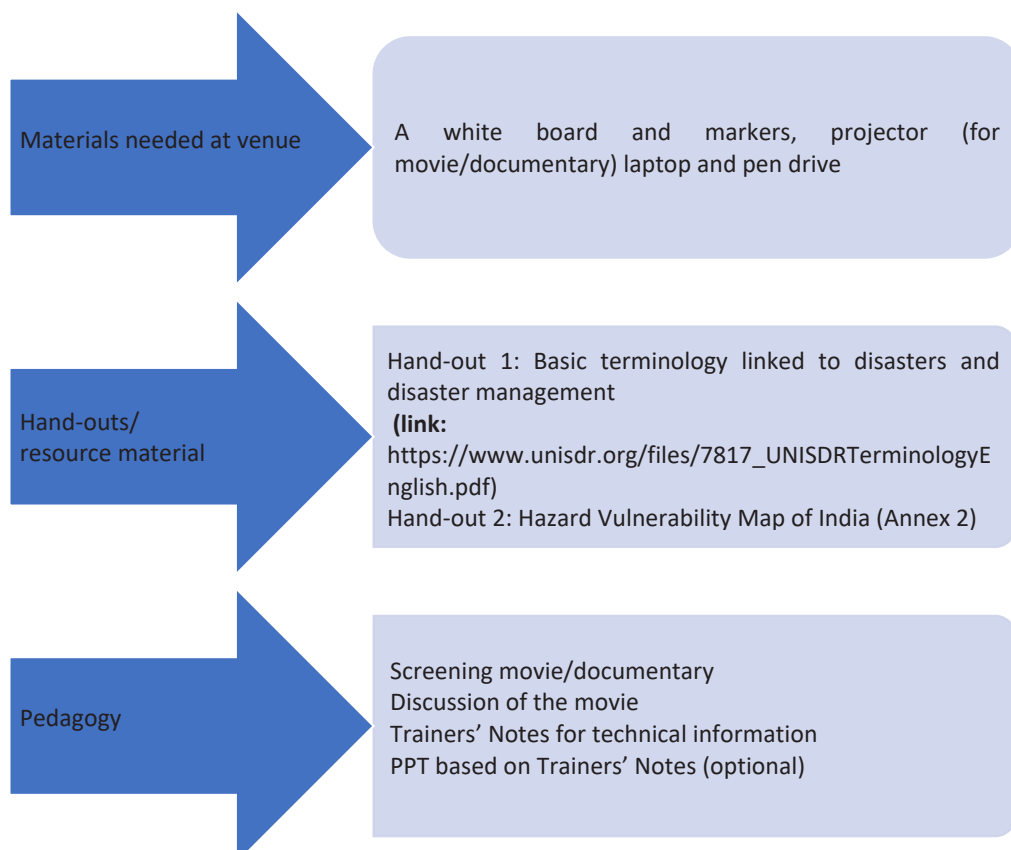 Materials needed at venue
A white board and markers, projector (for
movie/documentary) laptop and pen drive
Hand-outs/
resource material
Hand-out 1: Basic terminology linked to disasters and
disaster management
(link:
https://www.unisdr.org/files/7817_UNISDRTerminologyE
nglish.pdf)
Hand-out 2: Hazard Vulnerability Map of India (Annex 2)
Pedagogy
Screening movie/documentary
Discussion of the movie
Trainers’ Notes for technical information
PPT based on Trainers’ Notes (optional)